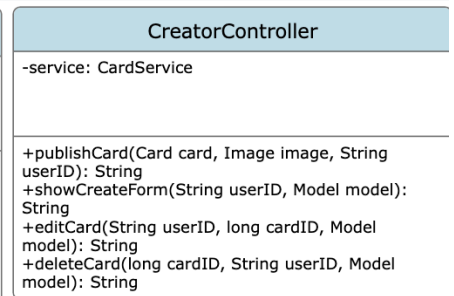 CreatorController
-service: CardService
+publishCard(Card card, Image image, String
userID): String
+showCreateForm(String userID, Model model):
String
+editCard(String userID, long cardID, Model
model): String
+deleteCard(long cardID, String userID, Model
model): String